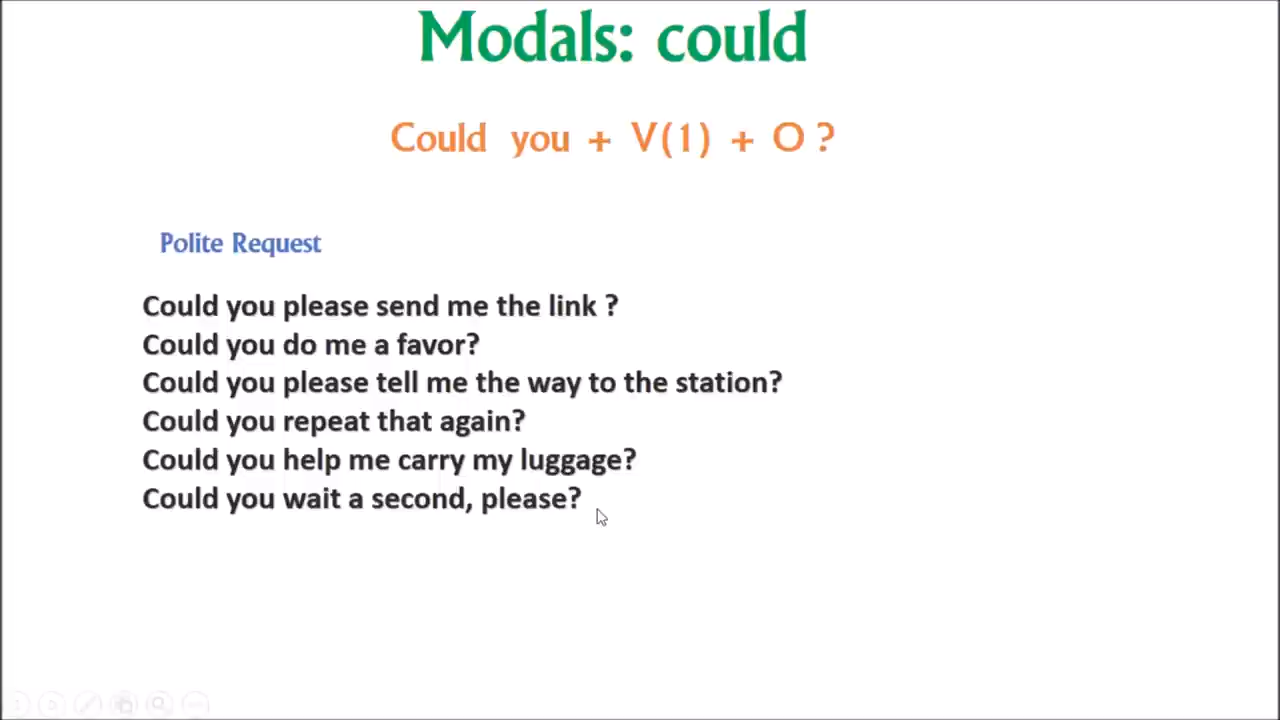 Modals: could
Could you + V(1) + O ?
Polite Request
Could you please send me the link ?
Could you do me a favor?
Could you please tell me the way to the station?
Could you repeat that again?
Could you help me carry my luggage?
Could you wait a second, please?